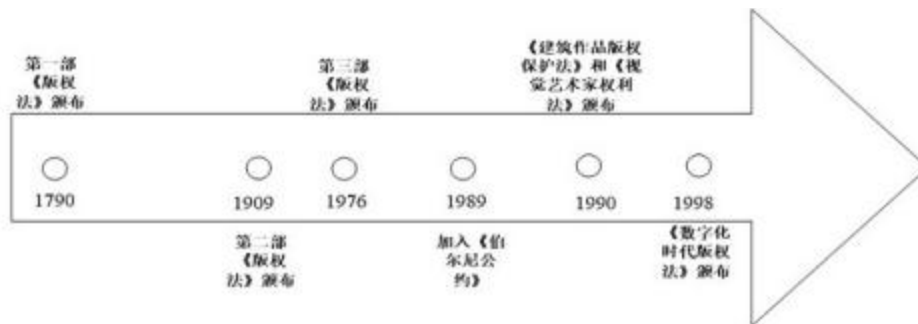 第一部
《版权
法》颁布
第三部
《版权
法》颁布
《建筑作品版权
保护法》和《视
觉艺术家权利
法》颁布
1790
1909
1976
1989
1990
1998
第二部
《版权
法》颁布
加入《伯
尔尼公
约》
《数字化
时代版权
法》颁布